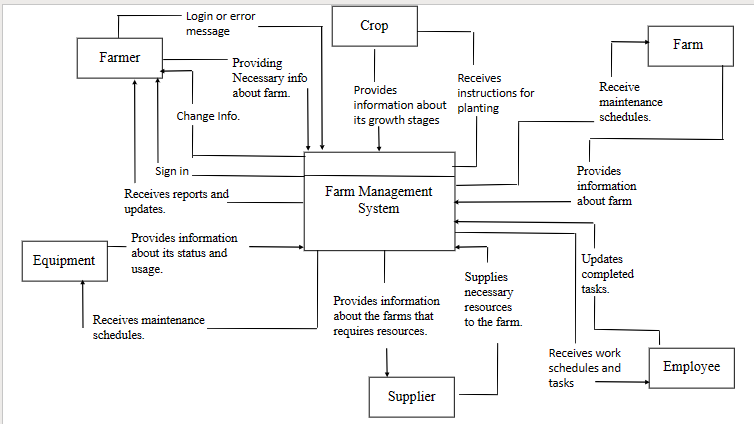 Login or error
message
Crop
Farm
Farmer
Providing
Necessary info
about farm.
Receives
instructions for
planting
Provides
information about
its growth stages
Receive
maintenance
schedules.
Change Info.
Sign in
Provides
information
about farm
Farm Management
System
Receives reports and
updates.
Provides information
about its status and
usage.
Equipment
Updates
completed
tasks.
Supplies
necessary
resources
to the farm.
Provides information
about the farms that
requires resources.
Receives maintenance
schedules.
Receives work
schedules and
tasks
Employee
Supplier